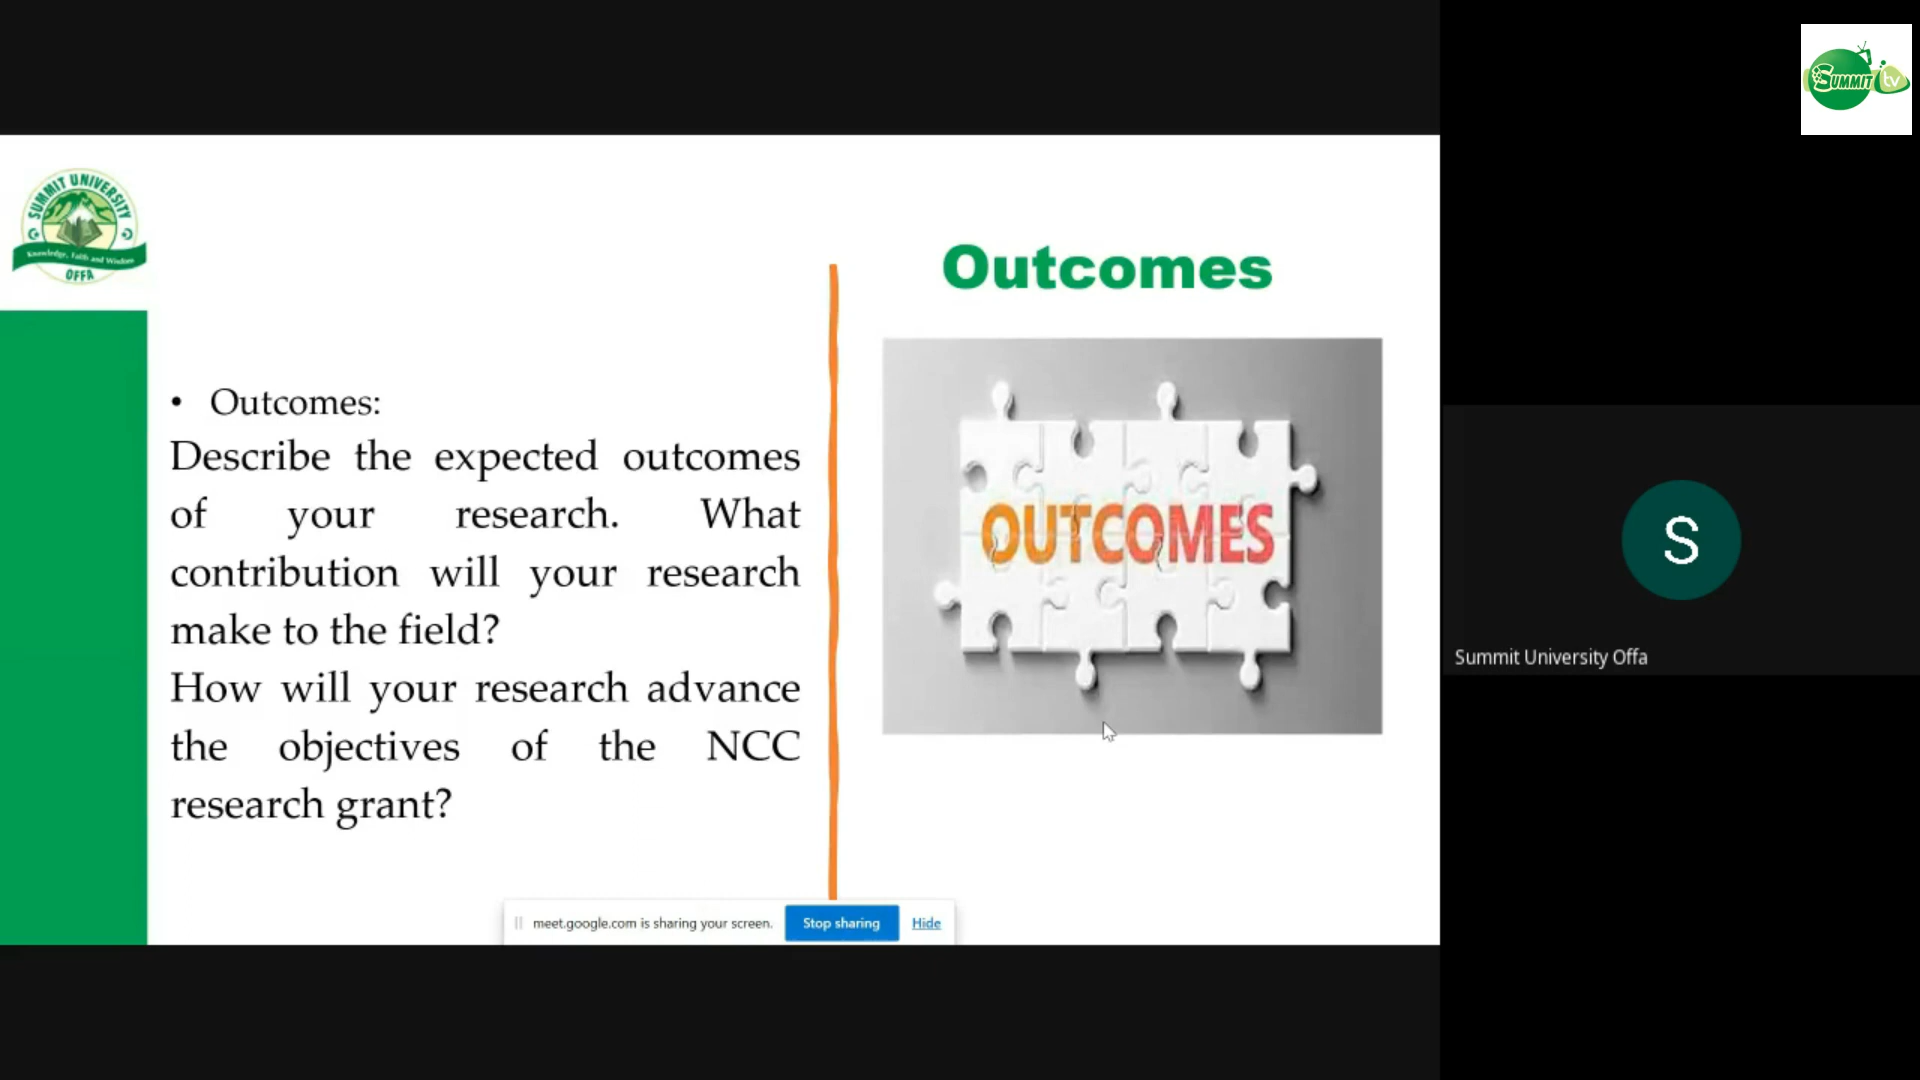 SUMMIT tv
SUMMIT UNIVERSITY
Knowledge, Faith and Wisdom
OFFA
Outcomes
• Outcomes:
Describe the expected outcomes
of your research. What
contribution will your research
make to the field?
How will your research advance
the objectives of the NCC
research grant?
OUTCOMES
S
Summit University Offa
meet.google.com is sharing your screen.
Stop sharing
Hide